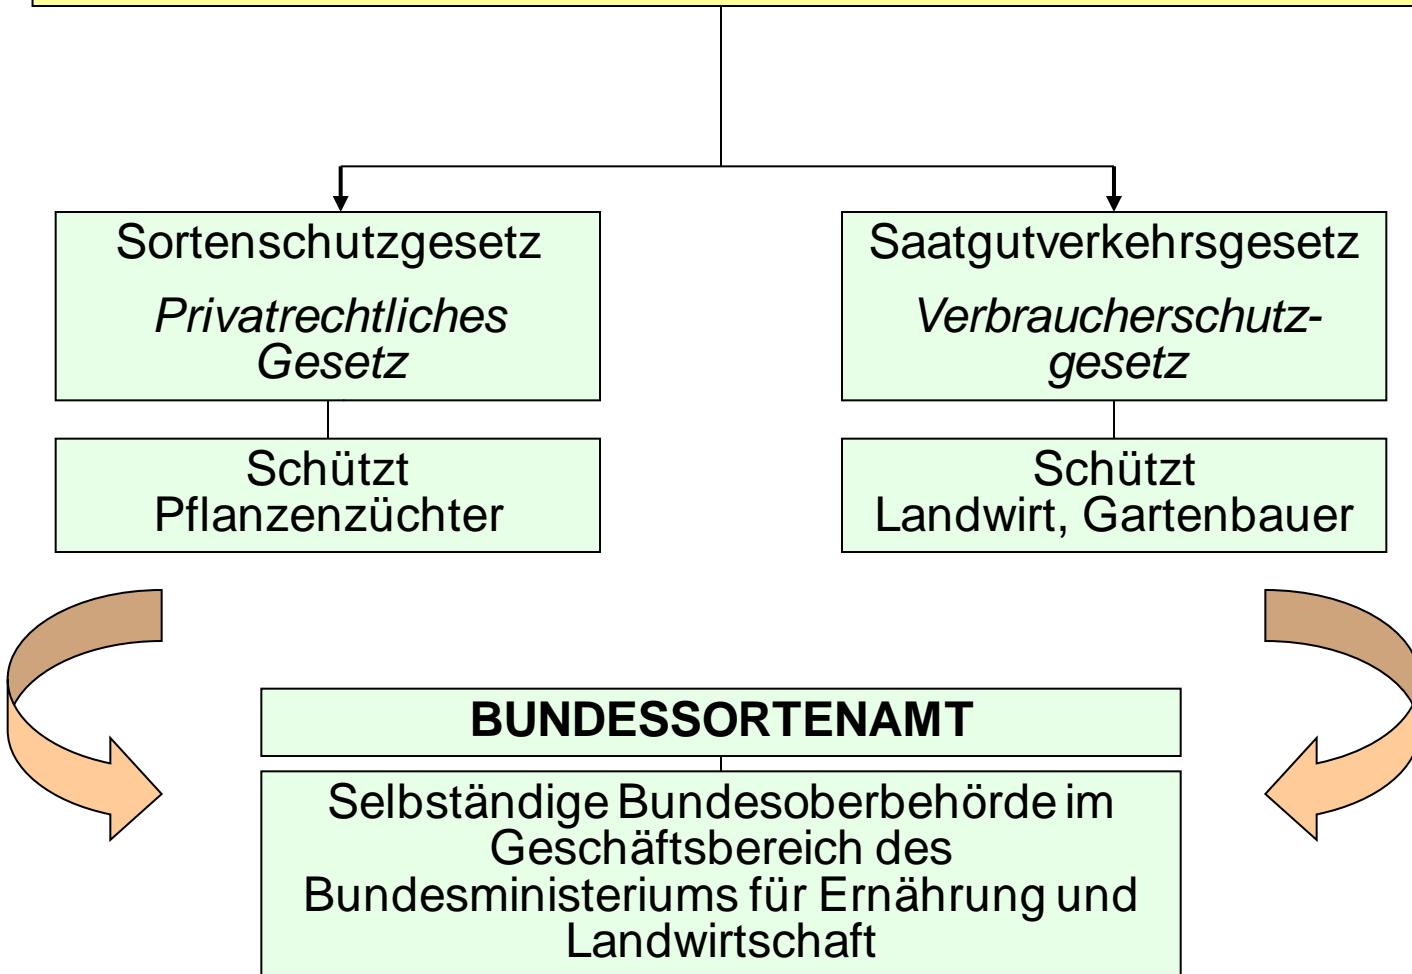 Sortenschutzgesetz
Privatrechtliches
Gesetz
Schützt
Pflanzenzüchter
Saatgutverkehrsgesetz
Verbraucherschutz-
gesetz
Schützt
Landwirt, Gartenbauer
BUNDESSORTENAMT
Selbständige Bundesoberbehörde im
Geschäftsbereich des
Bundesministeriums für Ernährung und
Landwirtschaft